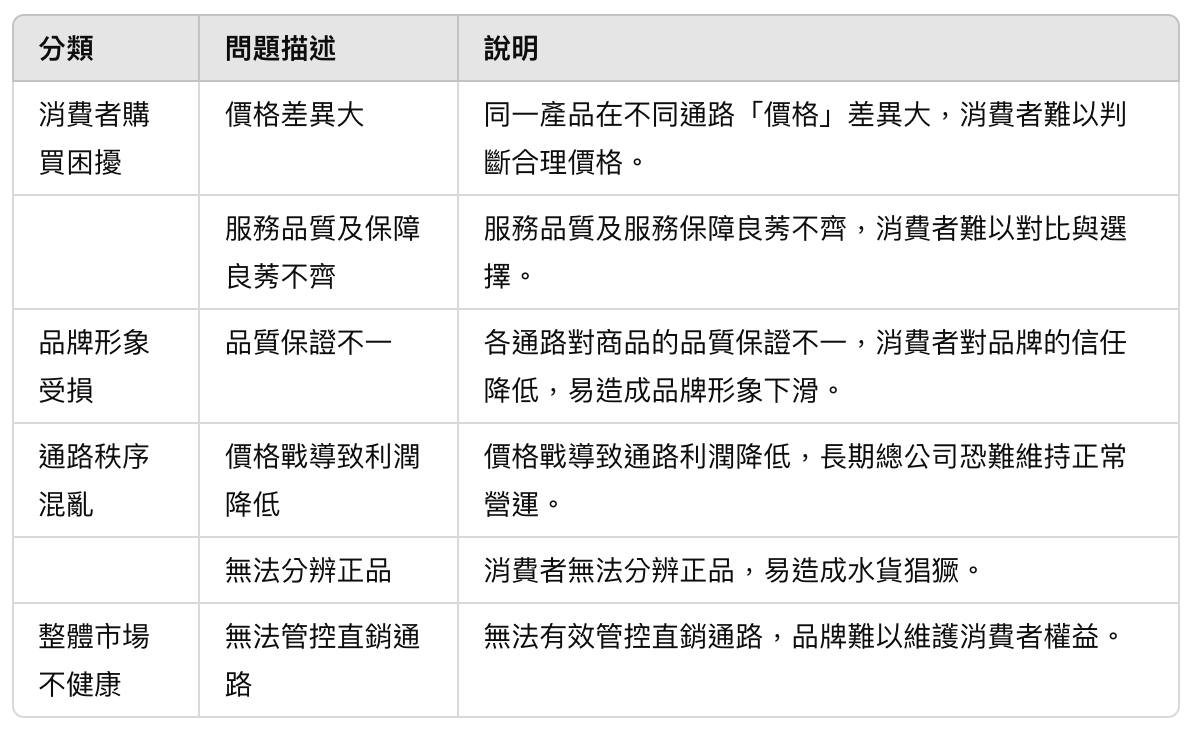 分類 問題描述 說明
消費者購 價格差異大 同一產品在不同通路「價格」差異大，消費者難以判
買困擾 斷合理價格。
服務品質及保障 服務品質及服務保障良莠不齊，消費者難以對比與選
良莠不齊 擇。
品牌形象 品質保證不一 各通路對商品的品質保證不一，消費者對品牌的信任
受損 降低，易造成品牌形象下滑。
通路秩序 價格戰導致利潤 價格戰導致通路利潤降低，長期總公司恐難維持正常
混亂 降低 營運。
無法分辨正品 消費者無法分辨正品，易造成水貨猖獗。
整體市場 無法管控直銷通 無法有效管控直銷通路，品牌難以維護消費者權益。
不健康 路